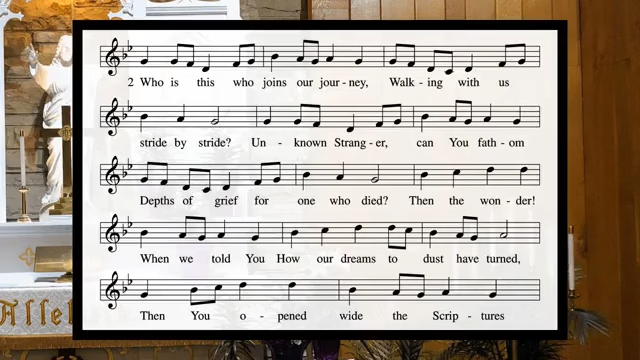 2 Who is this who joins our jour-ney, Walk-ing with us
stride by stride? Un-known Strang-er, can You fath-om
Depths of grief for one who died? Then the won-der!
When we told You How our dreams to dust have turned,
Then You o-pened wide the Scrip-tures
Alle